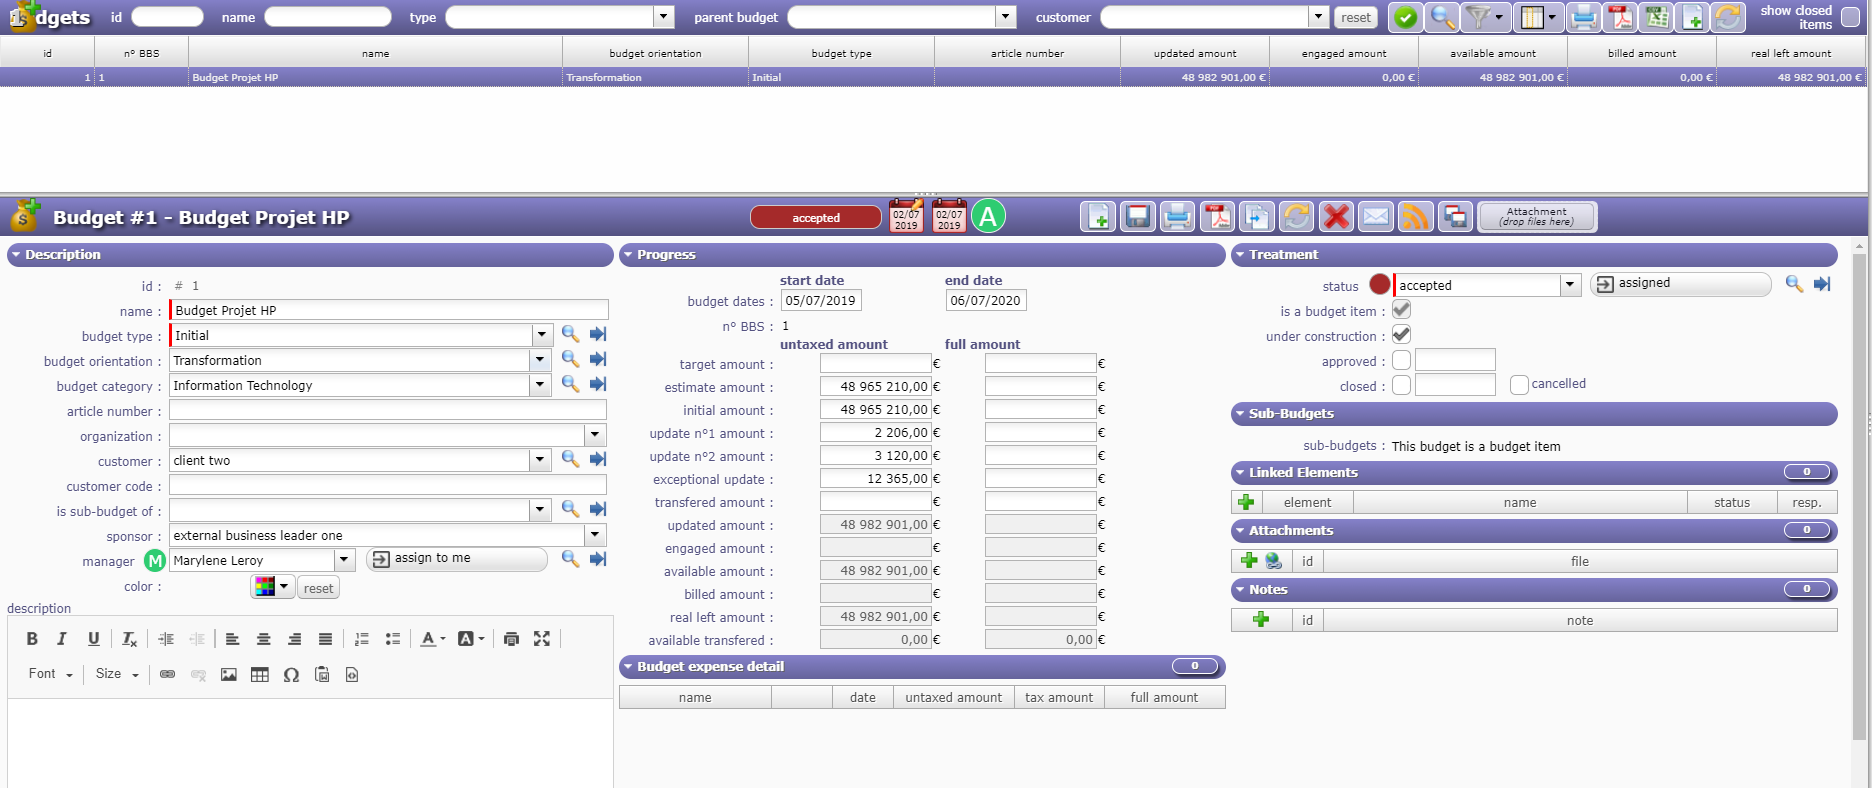 dgets id name type parent budget customer reset show closed items
id n° BBS name budget orientation budget type article number updated amount engaged amount available amount billed amount real left amount
1 1 Budget Projet HP Transformation Initial 48 982 901,00 € 0,00 € 48 982 901,00 € 0,00 € 48 982 901,00 €
Budget #1 - Budget Projet HP accepted 02/07 2019 02/07 2019 A Attachment (drop files here)
Description
id : # 1
name : Budget Projet HP
budget type : Initial
budget orientation : Transformation
budget category : Information Technology
article number :
organization :
customer : client two
customer code :
is sub-budget of :
sponsor : external business leader one
manager M Marylene Leroy assign to me
color : reset
description
B I U Tx A A
Font Size
Progress
start date end date
budget dates : 05/07/2019 06/07/2020
n° BBS : 1
untaxed amount full amount
target amount : € €
estimate amount : 48 965 210,00 € €
initial amount : 48 965 210,00 € €
update n°1 amount : 2 206,00 € €
update n°2 amount : 3 120,00 € €
exceptional update : 12 365,00 € €
transfered amount : € €
updated amount : 48 982 901,00 € €
engaged amount : € €
available amount : 48 982 901,00 € €
billed amount : € €
real left amount : 48 982 901,00 € €
available transfered : 0,00 € 0,00 €
Budget expense detail 0
name date untaxed amount tax amount full amount
Treatment
status accepted assigned
is a budget item :
under construction :
approved :
closed : cancelled
Sub-Budgets
sub-budgets : This budget is a budget item
Linked Elements 0
element name status resp.
Attachments 0
id file
Notes 0
id note